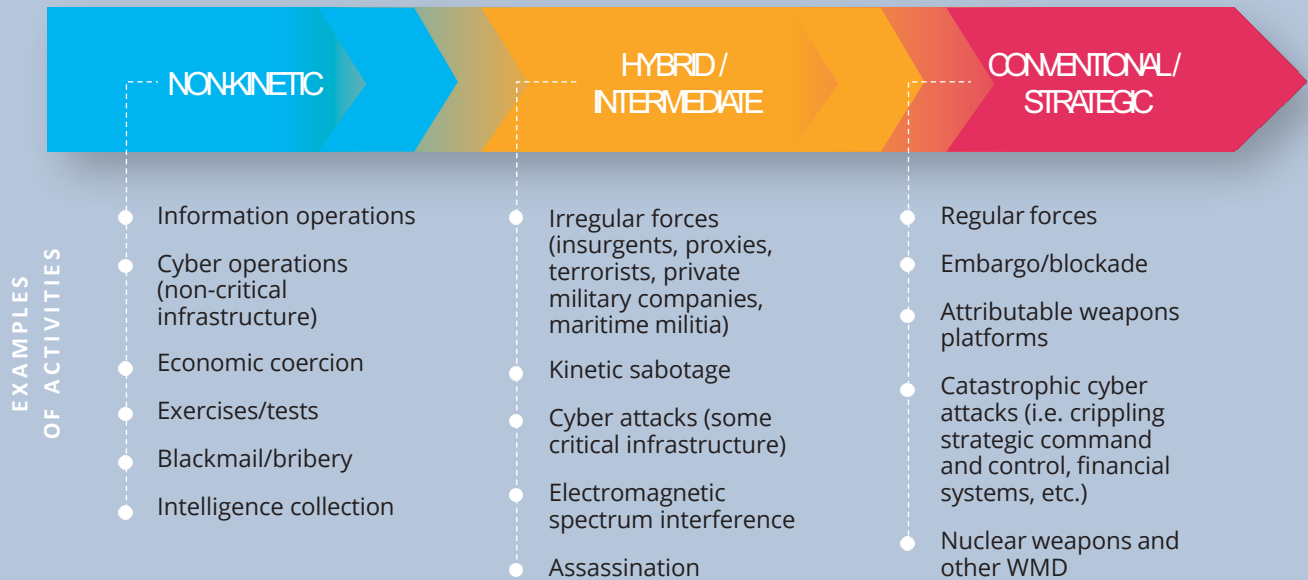 NON-KINETIC
HYBRID /
INTERMEDIATE
CONVENTIONAL /
STRATEGIC
EXAMPLES
OF ACTIVITIES
Information operations
Cyber operations
(non-critical
infrastructure)
Economic coercion
Exercises/tests
Blackmail/bribery
Intelligence collection
Irregular forces
(insurgents, proxies,
terrorists, private
military companies,
maritime militia)
Kinetic sabotage
Cyber attacks (some
critical infrastructure)
Electromagnetic
spectrum interference
Assassination
Regular forces
Embargo/blockade
Attributable weapons
platforms
Catastrophic cyber
attacks (i.e. crippling
strategic command
and control, financial
systems, etc.)
Nuclear weapons and
other WMD